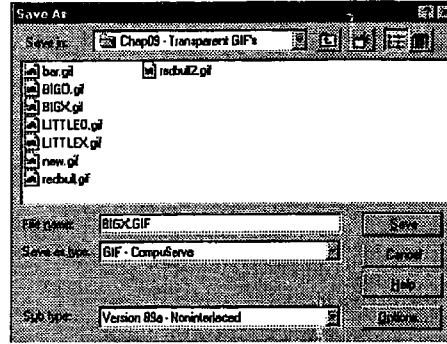 Save As
Save in: Chap09 - Transparent GIF's
bar.gif redbull2.gif
BIGO.gif
BIGX.gif
LITTLEO.gif
LITTLEX.gif
new.gif
redbull.gif
File name: BIGX.GIF Save
Save as type: GIF - CompuServe Cancel
Help
Sub type: Version 89a - Noninterlaced Options